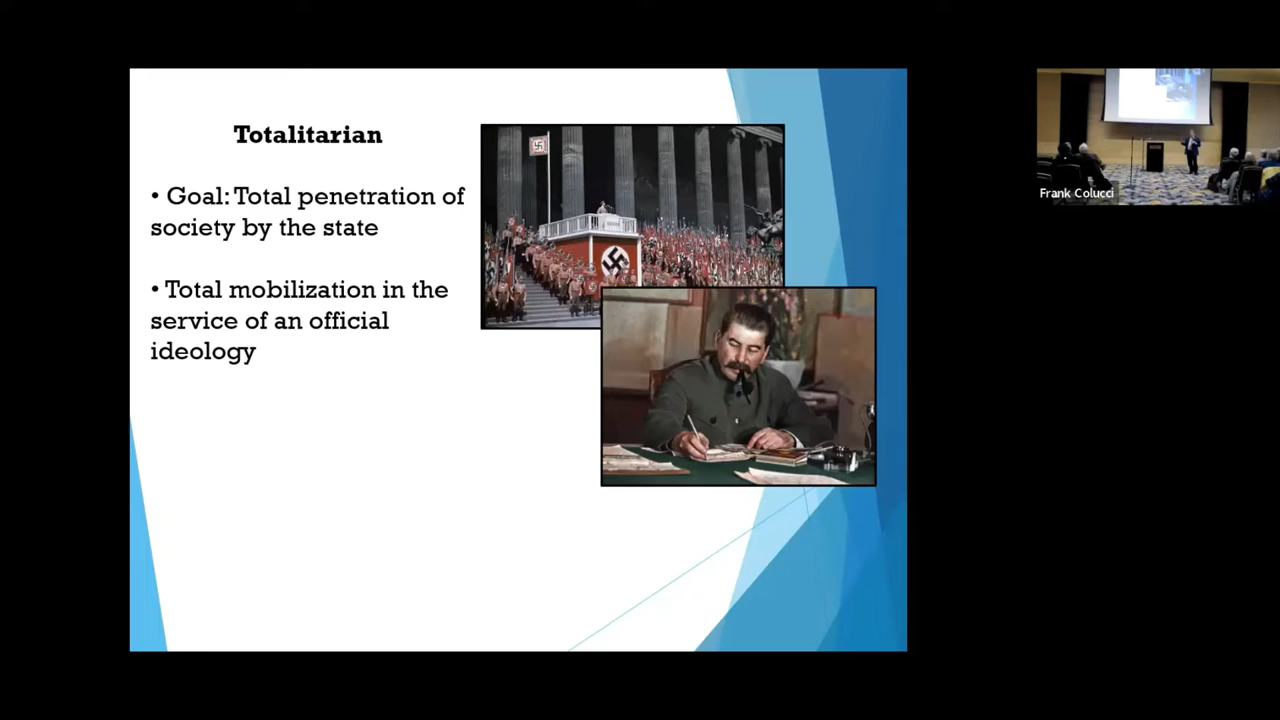 Totalitarian
• Goal: Total penetration of
society by the state
• Total mobilization in the
service of an official
ideology
Frank Colucci